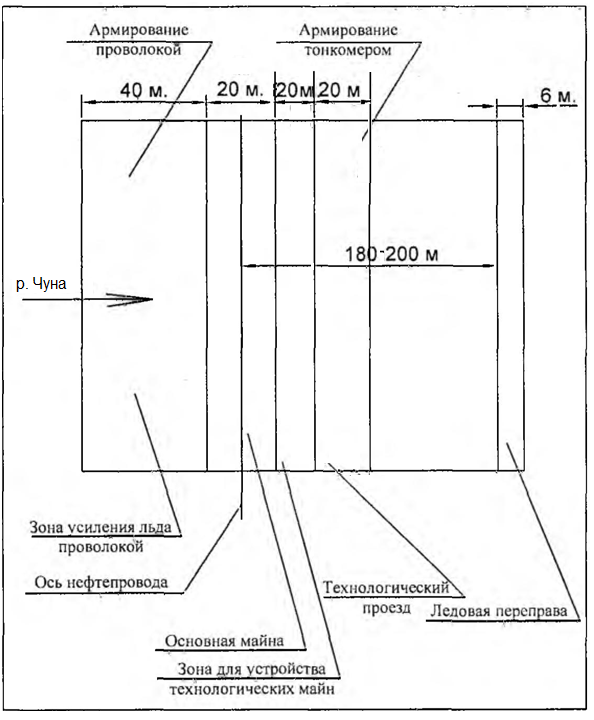 Армирование
проволокой
Армирование
тонкомером
40 м.
20 м.
20м
20 м
6 м.
180-200 м
р. Чуна
Зона усиления льда
проволокой
Ось нефтепровода
Технологический
проезд
Ледовая переправа
Основная майна
Зона для устройства
технологических майн